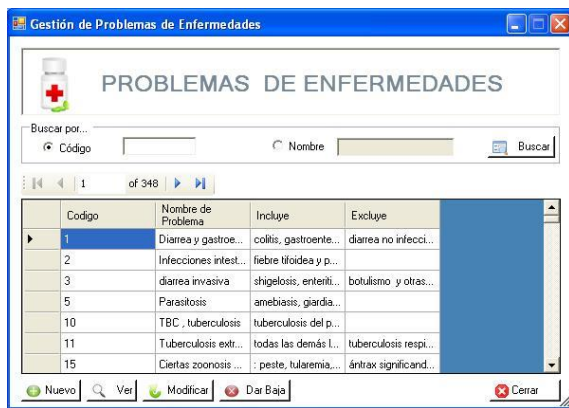 Gestión de Problemas de Enfermedades
PROBLEMAS DE ENFERMEDADES
Buscar por...
Código Nombre Buscar
1 of 348
Codigo Nombre de Problema Incluye Excluye
1 Diarrea y gastroe... colitis, gastroente... diarrea no infecci...
2 Infecciones intest... fiebre tifoidea y p...
3 diarrea invasiva shigelosis, enteriti... botulismo y otras...
5 Parasitosis amebiasis, giardia...
10 TBC , tuberculosis tuberculosis del p...
11 Tuberculosis extr... todas las demás l... tuberculosis respi...
15 Ciertas zoonosis ... : peste, tularemia,... ántrax significand...
Nuevo Ver Modificar Dar Baja Cerrar